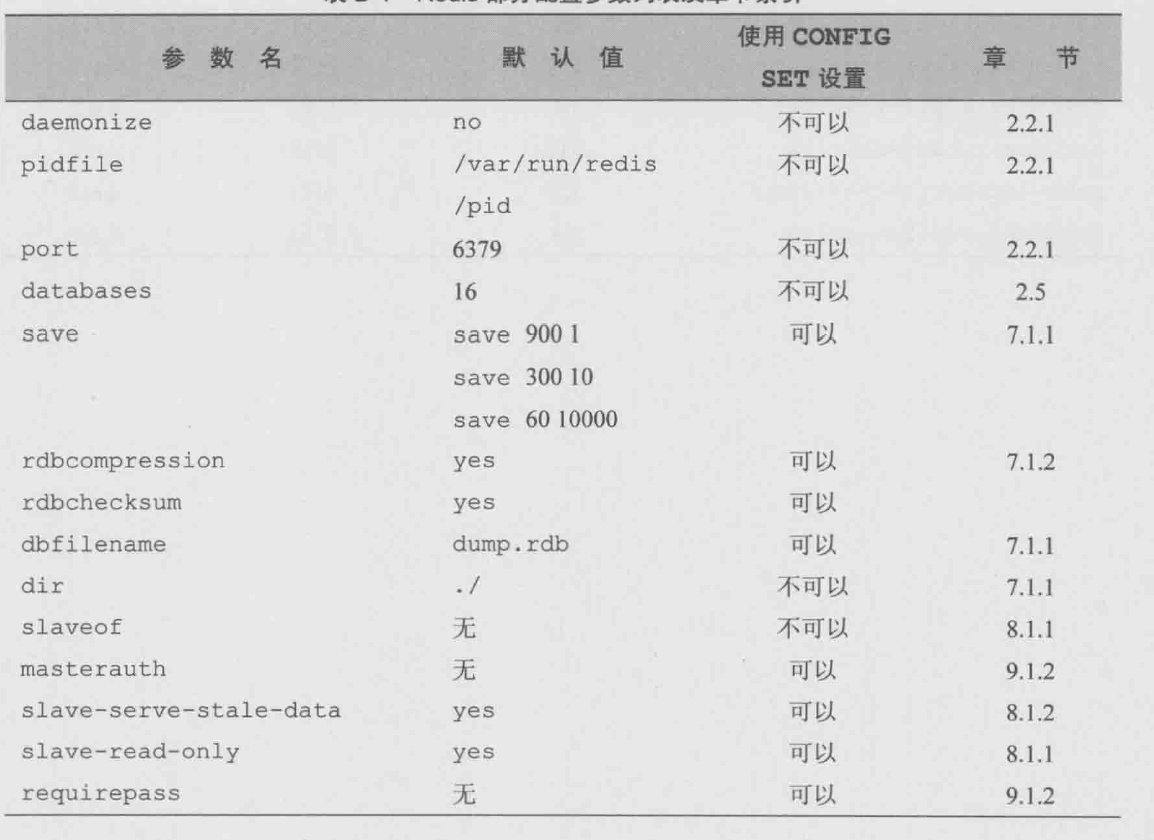 参 数 名 默 认 值 使用 CONFIG SET 设置 章 节
daemonize no 不可以 2.2.1
pidfile /var/run/redis 不可以 2.2.1
/pid
port 6379 不可以 2.2.1
databases 16 不可以 2.5
save save 900 1 可以 7.1.1
save 300 10
save 60 10000
rdbcompression yes 可以 7.1.2
rdbchecksum yes 可以
dbfilename dump.rdb 可以 7.1.1
dir ./ 不可以 7.1.1
slaveof 无 不可以 8.1.1
masterauth 无 可以 9.1.2
slave-serve-stale-data yes 可以 8.1.2
slave-read-only yes 可以 8.1.1
requirepass 无 可以 9.1.2